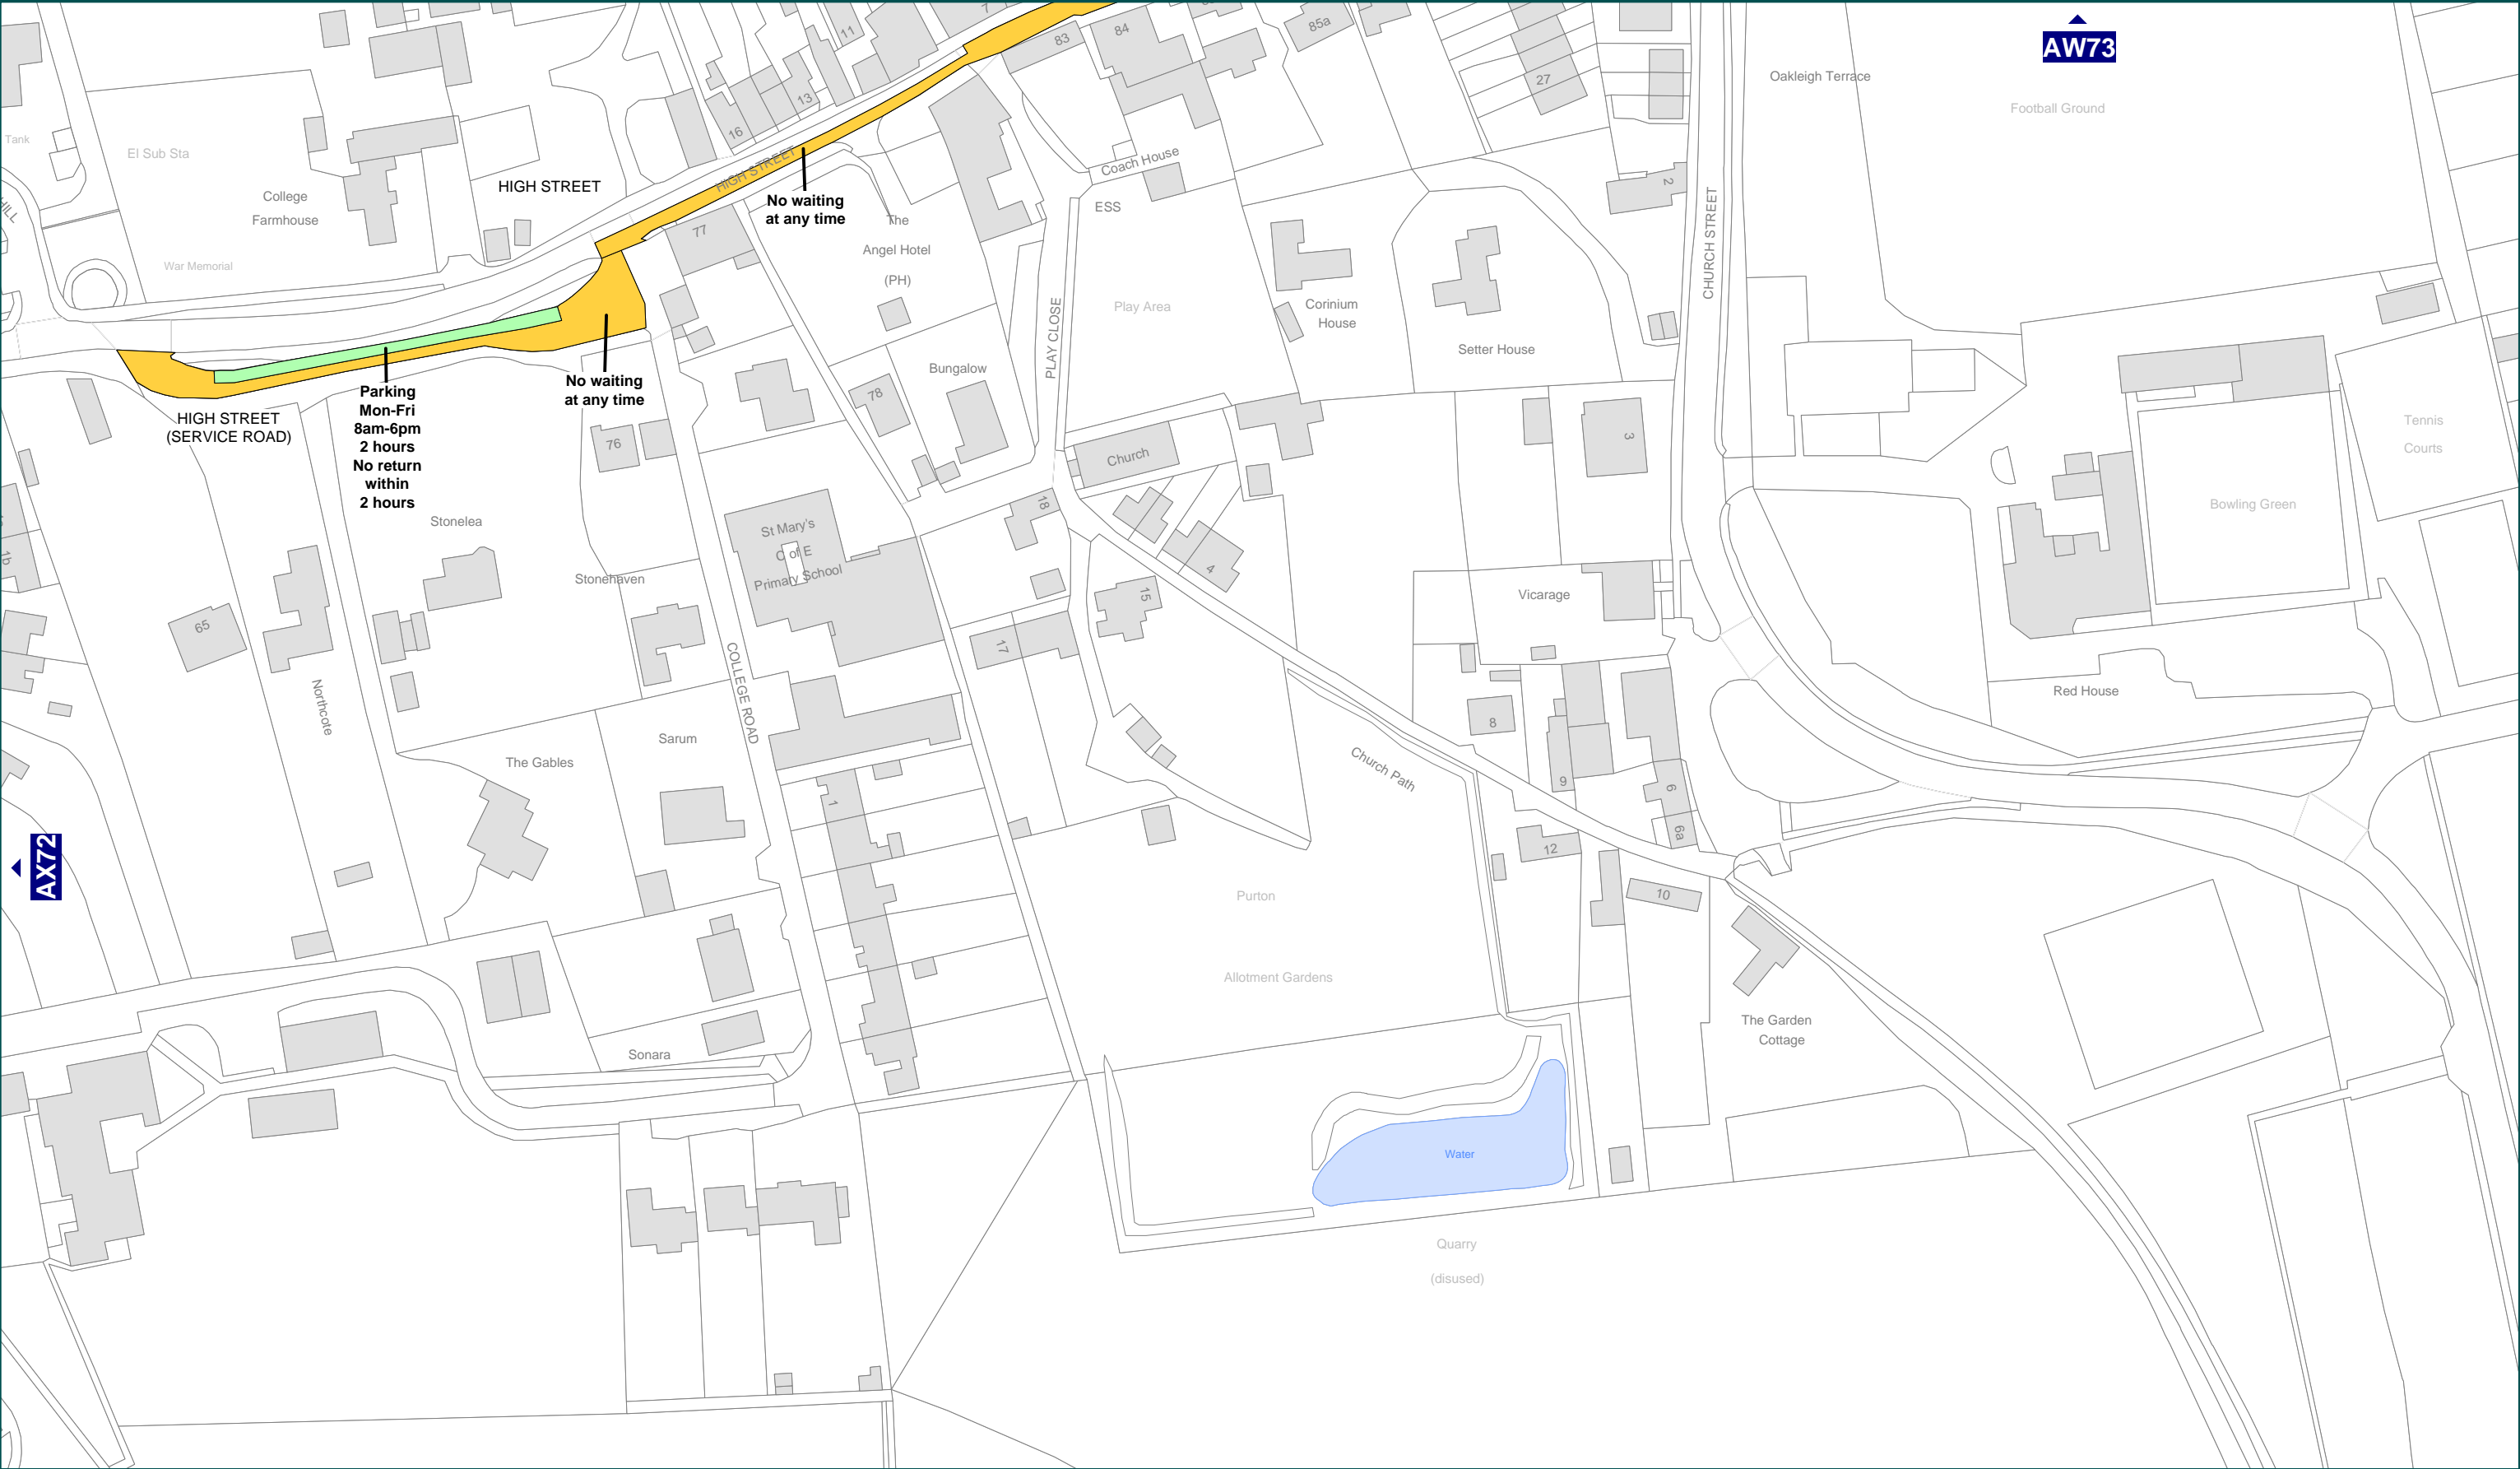 AW73
Oakleigh Terrace
Football Ground
7
11
83
84
85a
27
13
16
Tank
El Sub Sta
College
Farmhouse
HIGH STREET
HIGH STREET
No waiting
at any time
Coach House
ESS
2
CHURCH STREET
77
The
Angel Hotel
(PH)
War Memorial
Play Area
PLAY CLOSE
Corinium
House
Setter House
Parking
Mon-Fri
8am-6pm
2 hours
No return
within
2 hours
No waiting
at any time
HIGH STREET
(SERVICE ROAD)
Bungalow
78
76
Church
3
Tennis
Courts
Bowling Green
18
Stonelea
St Mary's
C of E
Primary School
Stonehaven
1b
4
15
Vicarage
65
17
Northcote
COLLEGE ROAD
Red House
8
Sarum
The Gables
Church Path
9
6
6a
1
12
10
AX72
Purton
Allotment Gardens
The Garden
Cottage
Sonara
Water
Quarry
(disused)